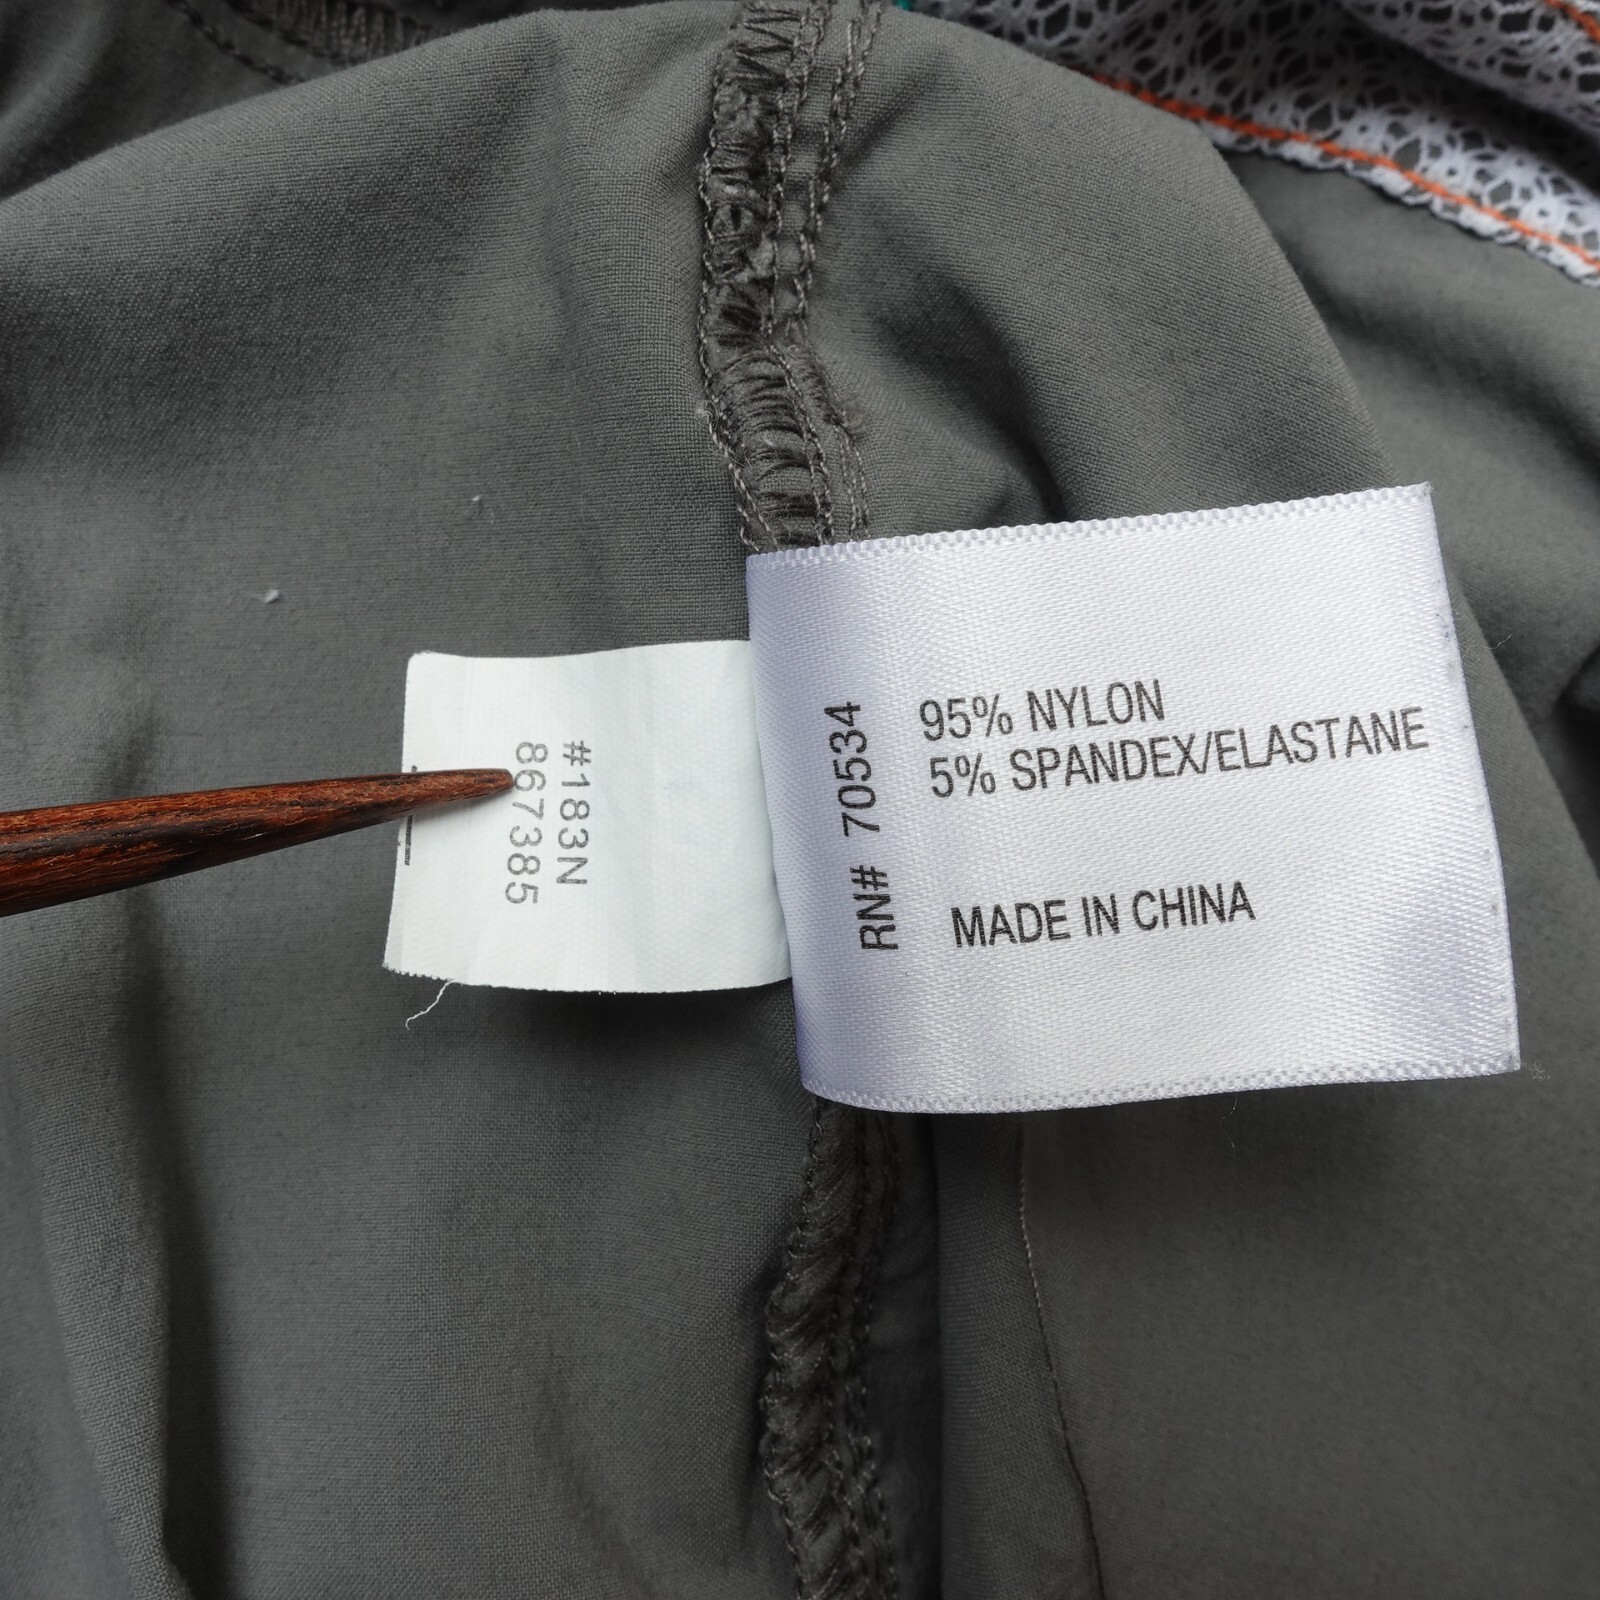 #183N
867385
RN# 70534
95% NYLON
5% SPANDEX/ELASTANE
MADE IN CHINA